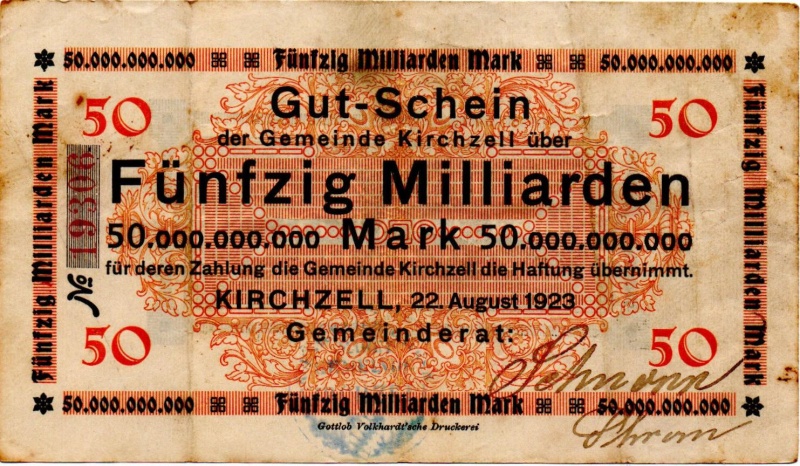 50.000.000.000 Fünfzig Milliarden Mark 50.000.000.000
50 50
Gut-Schein
der Gemeinde Kirchzell über
Fünfzig Milliarden
50.000.000.000 Mark 50.000.000.000
für deren Zahlung die Gemeinde Kirchzell die Haftung übernimmt.
KIRCHZELL, 22. August 1923
Gemeinderat:
50 50
50.000.000.000 Fünfzig Milliarden Mark 50.000.000.000
Gottlob Volkhardt'sche Druckerei
Fünfzig Milliarden Mark
№ 19306
Fünfzig Milliarden Mark